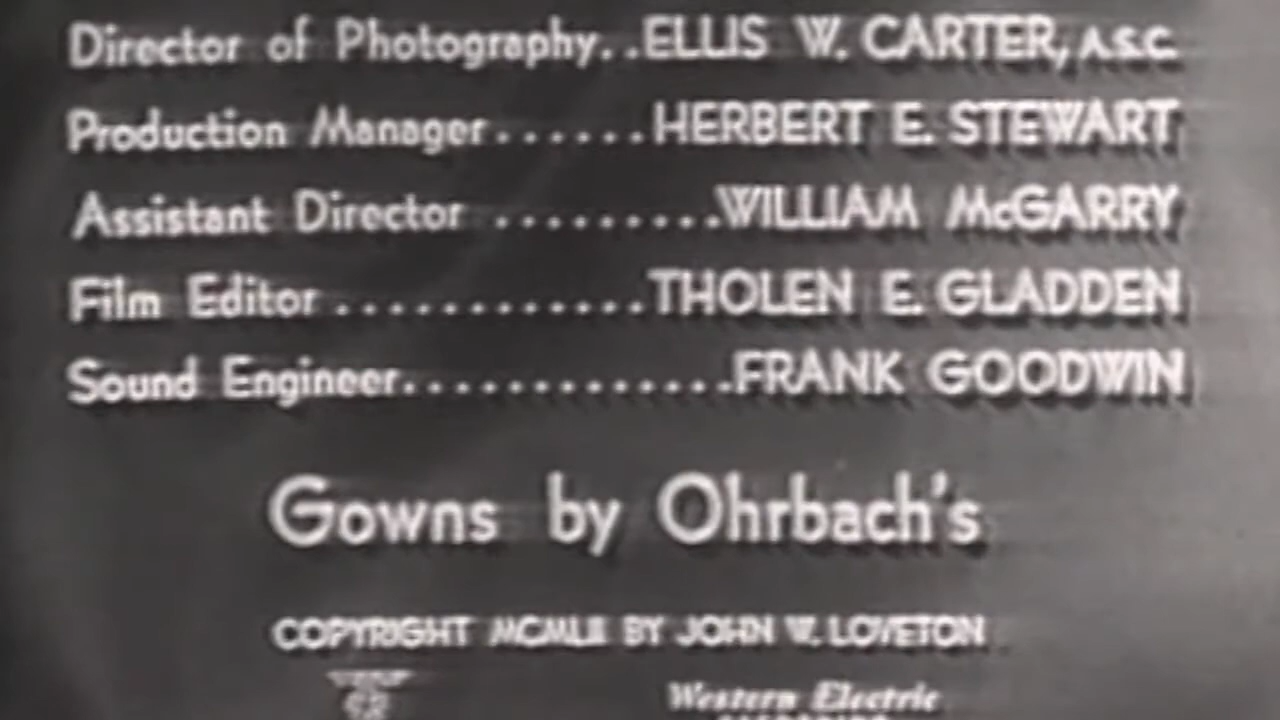 Director of Photography..ELLIS W. CARTER, A.S.C.
Production Manager......HERBERT E. STEWART
Assistant Director .........WILLIAM McGARRY
Film Editor ............THOLEN E. GLADDEN
Sound Engineer.............FRANK GOODWIN
Gowns by Ohrbach's
COPYRIGHT MCMLII BY JOHN W. LOVETON
Western Electric